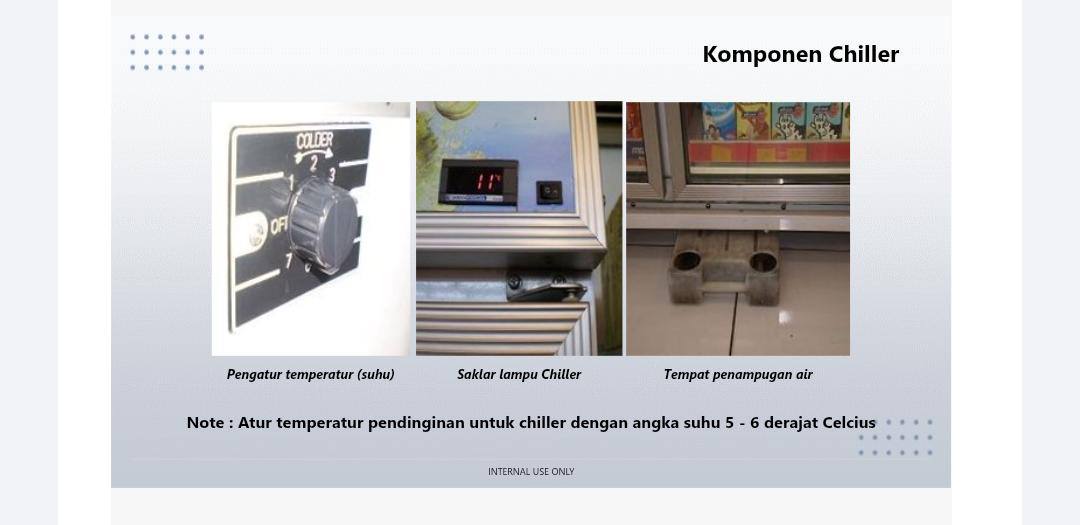 Komponen Chiller
COLDER
1
2
3
OFF
7
6
11°
Pengatur temperatur (suhu)
Saklar lampu Chiller
Tempat penampugan air
Note : Atur temperatur pendinginan untuk chiller dengan angka suhu 5 - 6 derajat Celcius
INTERNAL USE ONLY